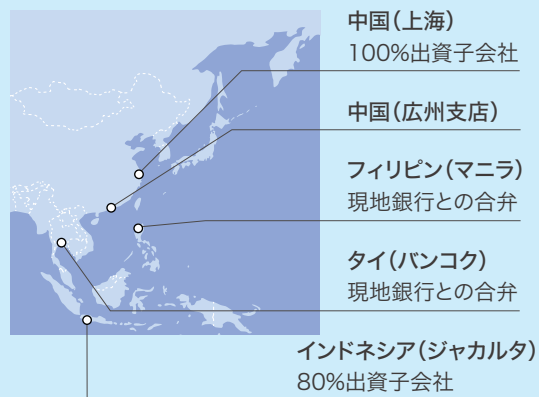 中国（上海）
100%出資子会社
中国（広州支店）
フィリピン（マニラ）
現地銀行との合弁
タイ（バンコク）
現地銀行との合弁
インドネシア（ジャカルタ）
80%出資子会社